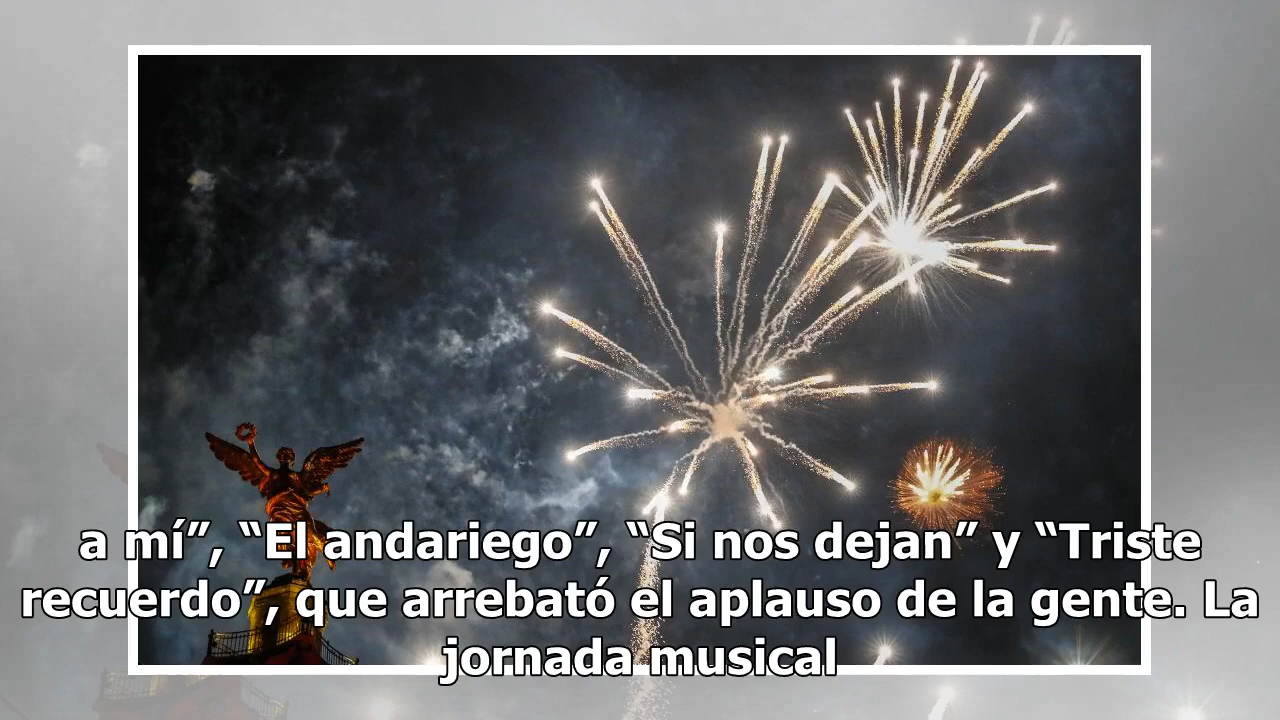 a mí”, “El andariego”, “Si nos dejan” y “Triste
recuerdo”, que arrebató el aplauso de la gente. La
jornada musical